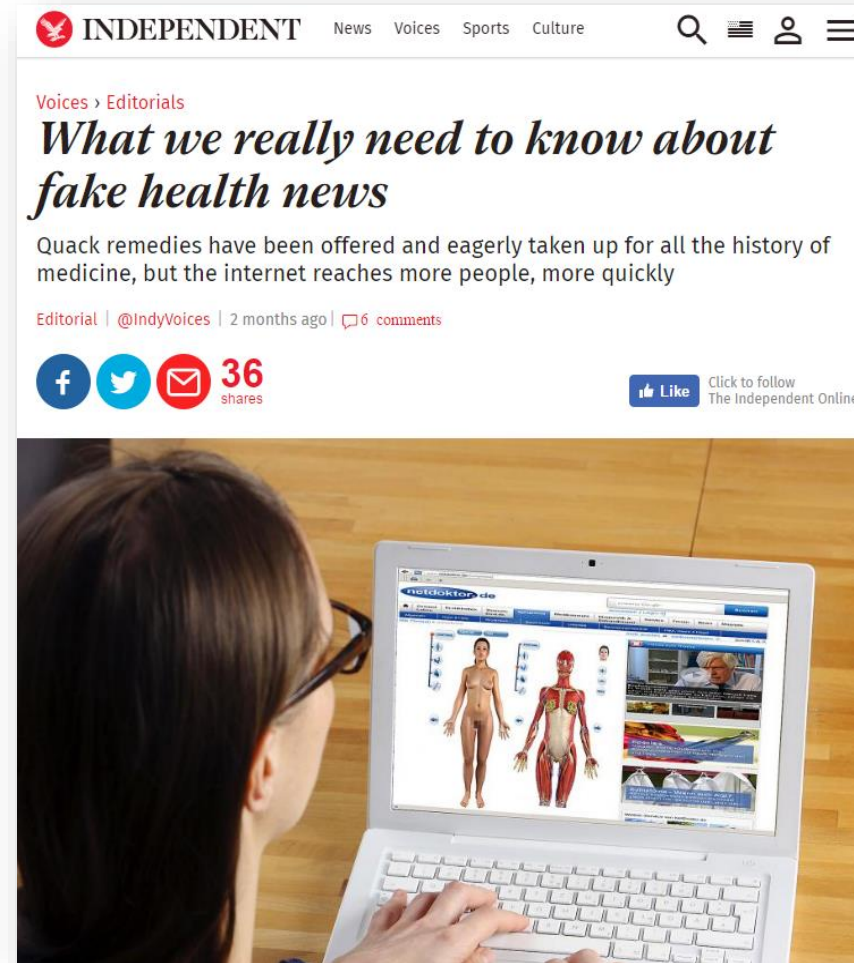 INDEPENDENT News Voices Sports Culture
Voices › Editorials
What we really need to know about
fake health news
Quack remedies have been offered and eagerly taken up for all the history of
medicine, but the internet reaches more people, more quickly
Editorial | @IndyVoices | 2 months ago | 6 comments
f 36
shares
Like Click to follow
The Independent Online
netdoktor.de